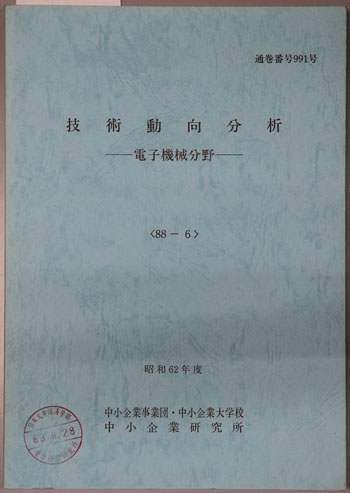 通巻番号991号
技術動向分析
――電子機械分野――
〈88－6〉
昭和62年度
中小企業事業団・中小企業大学校
中小企業研究所